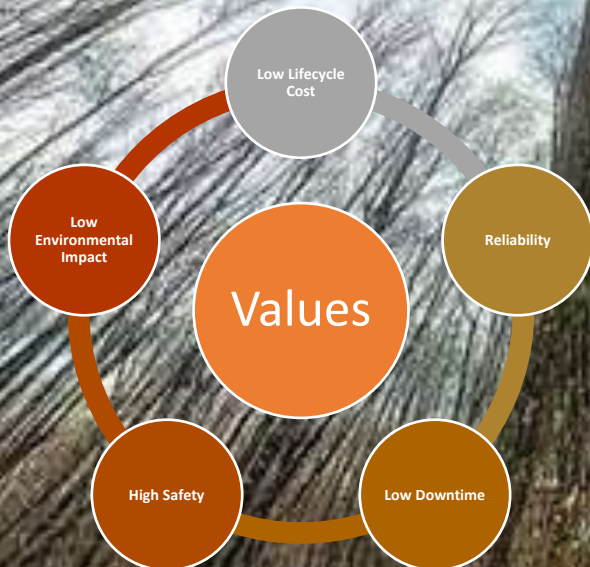 Low Lifecycle
Cost
Reliability
Low Downtime
High Safety
Low
Environmental
Impact
Values